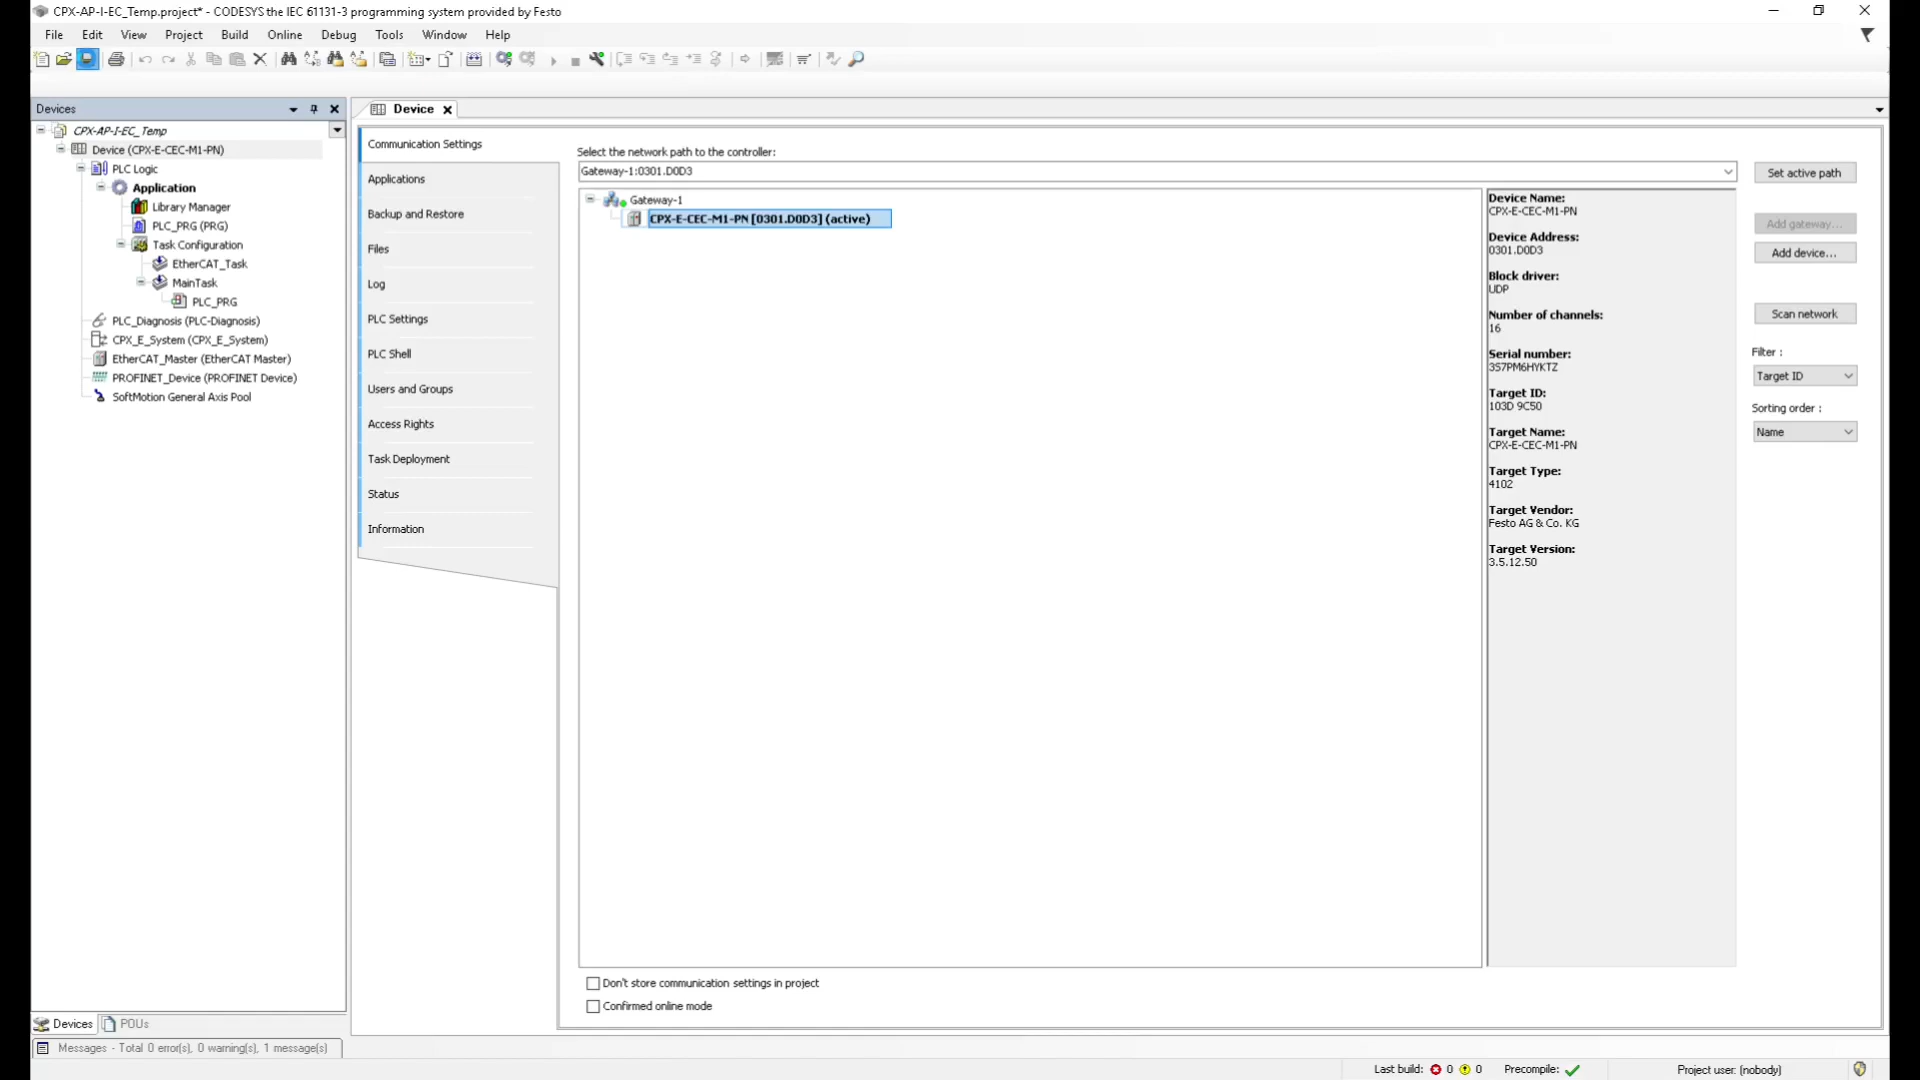 CPX-AP-I-EC_Temp.project* - CODESYS the IEC 61131-3 programming system provided by Festo
File Edit View Project Build Online Debug Tools Window Help
Devices
CPX-AP-I-EC_Temp
Device (CPX-E-CEC-M1-PN)
PLC Logic
Application
Library Manager
PLC_PRG (PRG)
Task Configuration
EtherCAT_Task
MainTask
PLC_PRG
PLC_Diagnosis (PLC-Diagnosis)
CPX_E_System (CPX_E_System)
EtherCAT_Master (EtherCAT Master)
PROFINET_Device (PROFINET Device)
SoftMotion General Axis Pool
Devices POUs
Device
Communication Settings
Applications
Backup and Restore
Files
Log
PLC Settings
PLC Shell
Users and Groups
Access Rights
Task Deployment
Status
Information
Select the network path to the controller:
Gateway-1:0301.D0D3
Gateway-1
CPX-E-CEC-M1-PN [0301.D0D3] (active)
Device Name:
CPX-E-CEC-M1-PN
Device Address:
0301.D0D3
Block driver:
UDP
Number of channels:
16
Serial number:
3S7PM6HYKTZ
Target ID:
103D 9C50
Target Name:
CPX-E-CEC-M1-PN
Target Type:
4102
Target Vendor:
Festo AG & Co. KG
Target Version:
3.5.12.50
Set active path
Add gateway...
Add device...
Scan network
Filter :
Target ID
Sorting order :
Name
Don't store communication settings in project
Confirmed online mode
Messages - Total 0 error(s), 0 warning(s), 1 message(s)
Last build: 0 0 Precompile: Project user: (nobody)